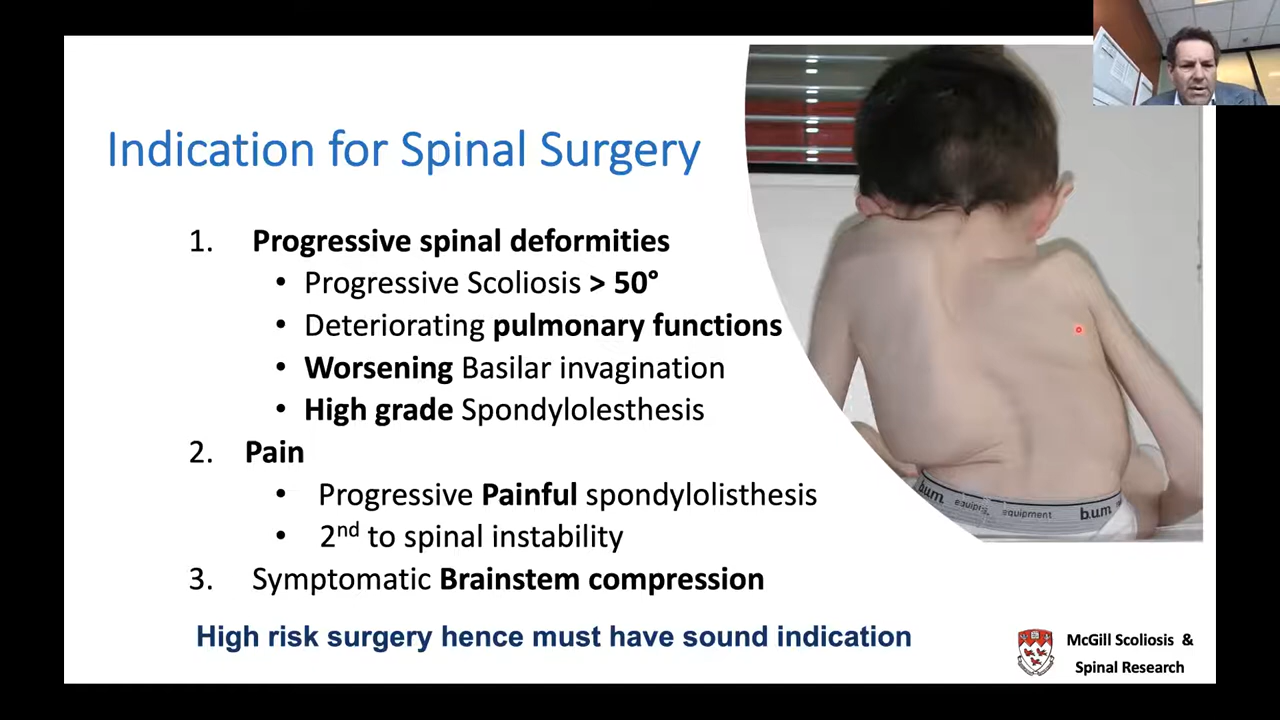 Indication for Spinal Surgery
1. Progressive spinal deformities
• Progressive Scoliosis > 50°
• Deteriorating pulmonary functions
• Worsening Basilar invagination
• High grade Spondylolesthesis
2. Pain
• Progressive Painful spondylolisthesis
• 2nd to spinal instability
3. Symptomatic Brainstem compression
High risk surgery hence must have sound indication
b.u.m. equipment b.u.m.
McGill Scoliosis &
Spinal Research